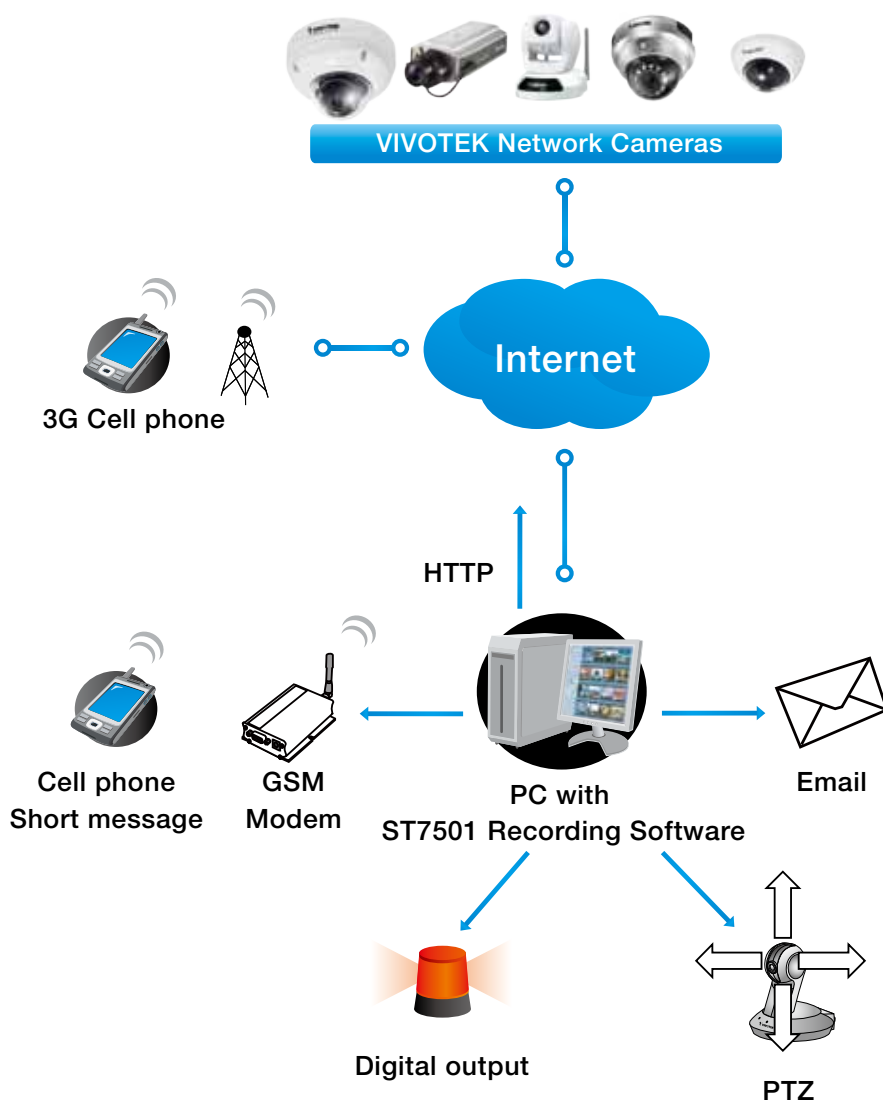 VIVOTEK Network Cameras
Internet
3G Cell phone
HTTP
Cell phone
Short message
GSM
Modem
PC with
ST7501 Recording Software
Email
Digital output
PTZ